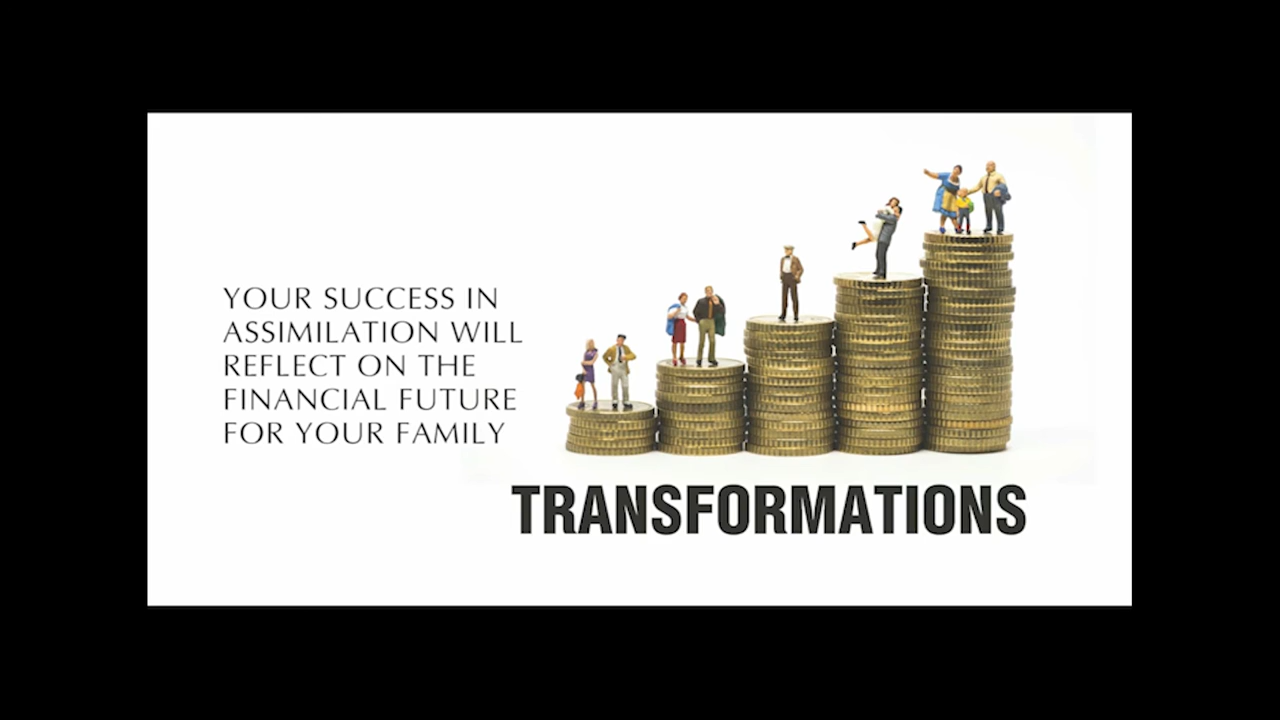 YOUR SUCCESS IN
ASSIMILATION WILL
REFLECT ON THE
FINANCIAL FUTURE
FOR YOUR FAMILY
TRANSFORMATIONS